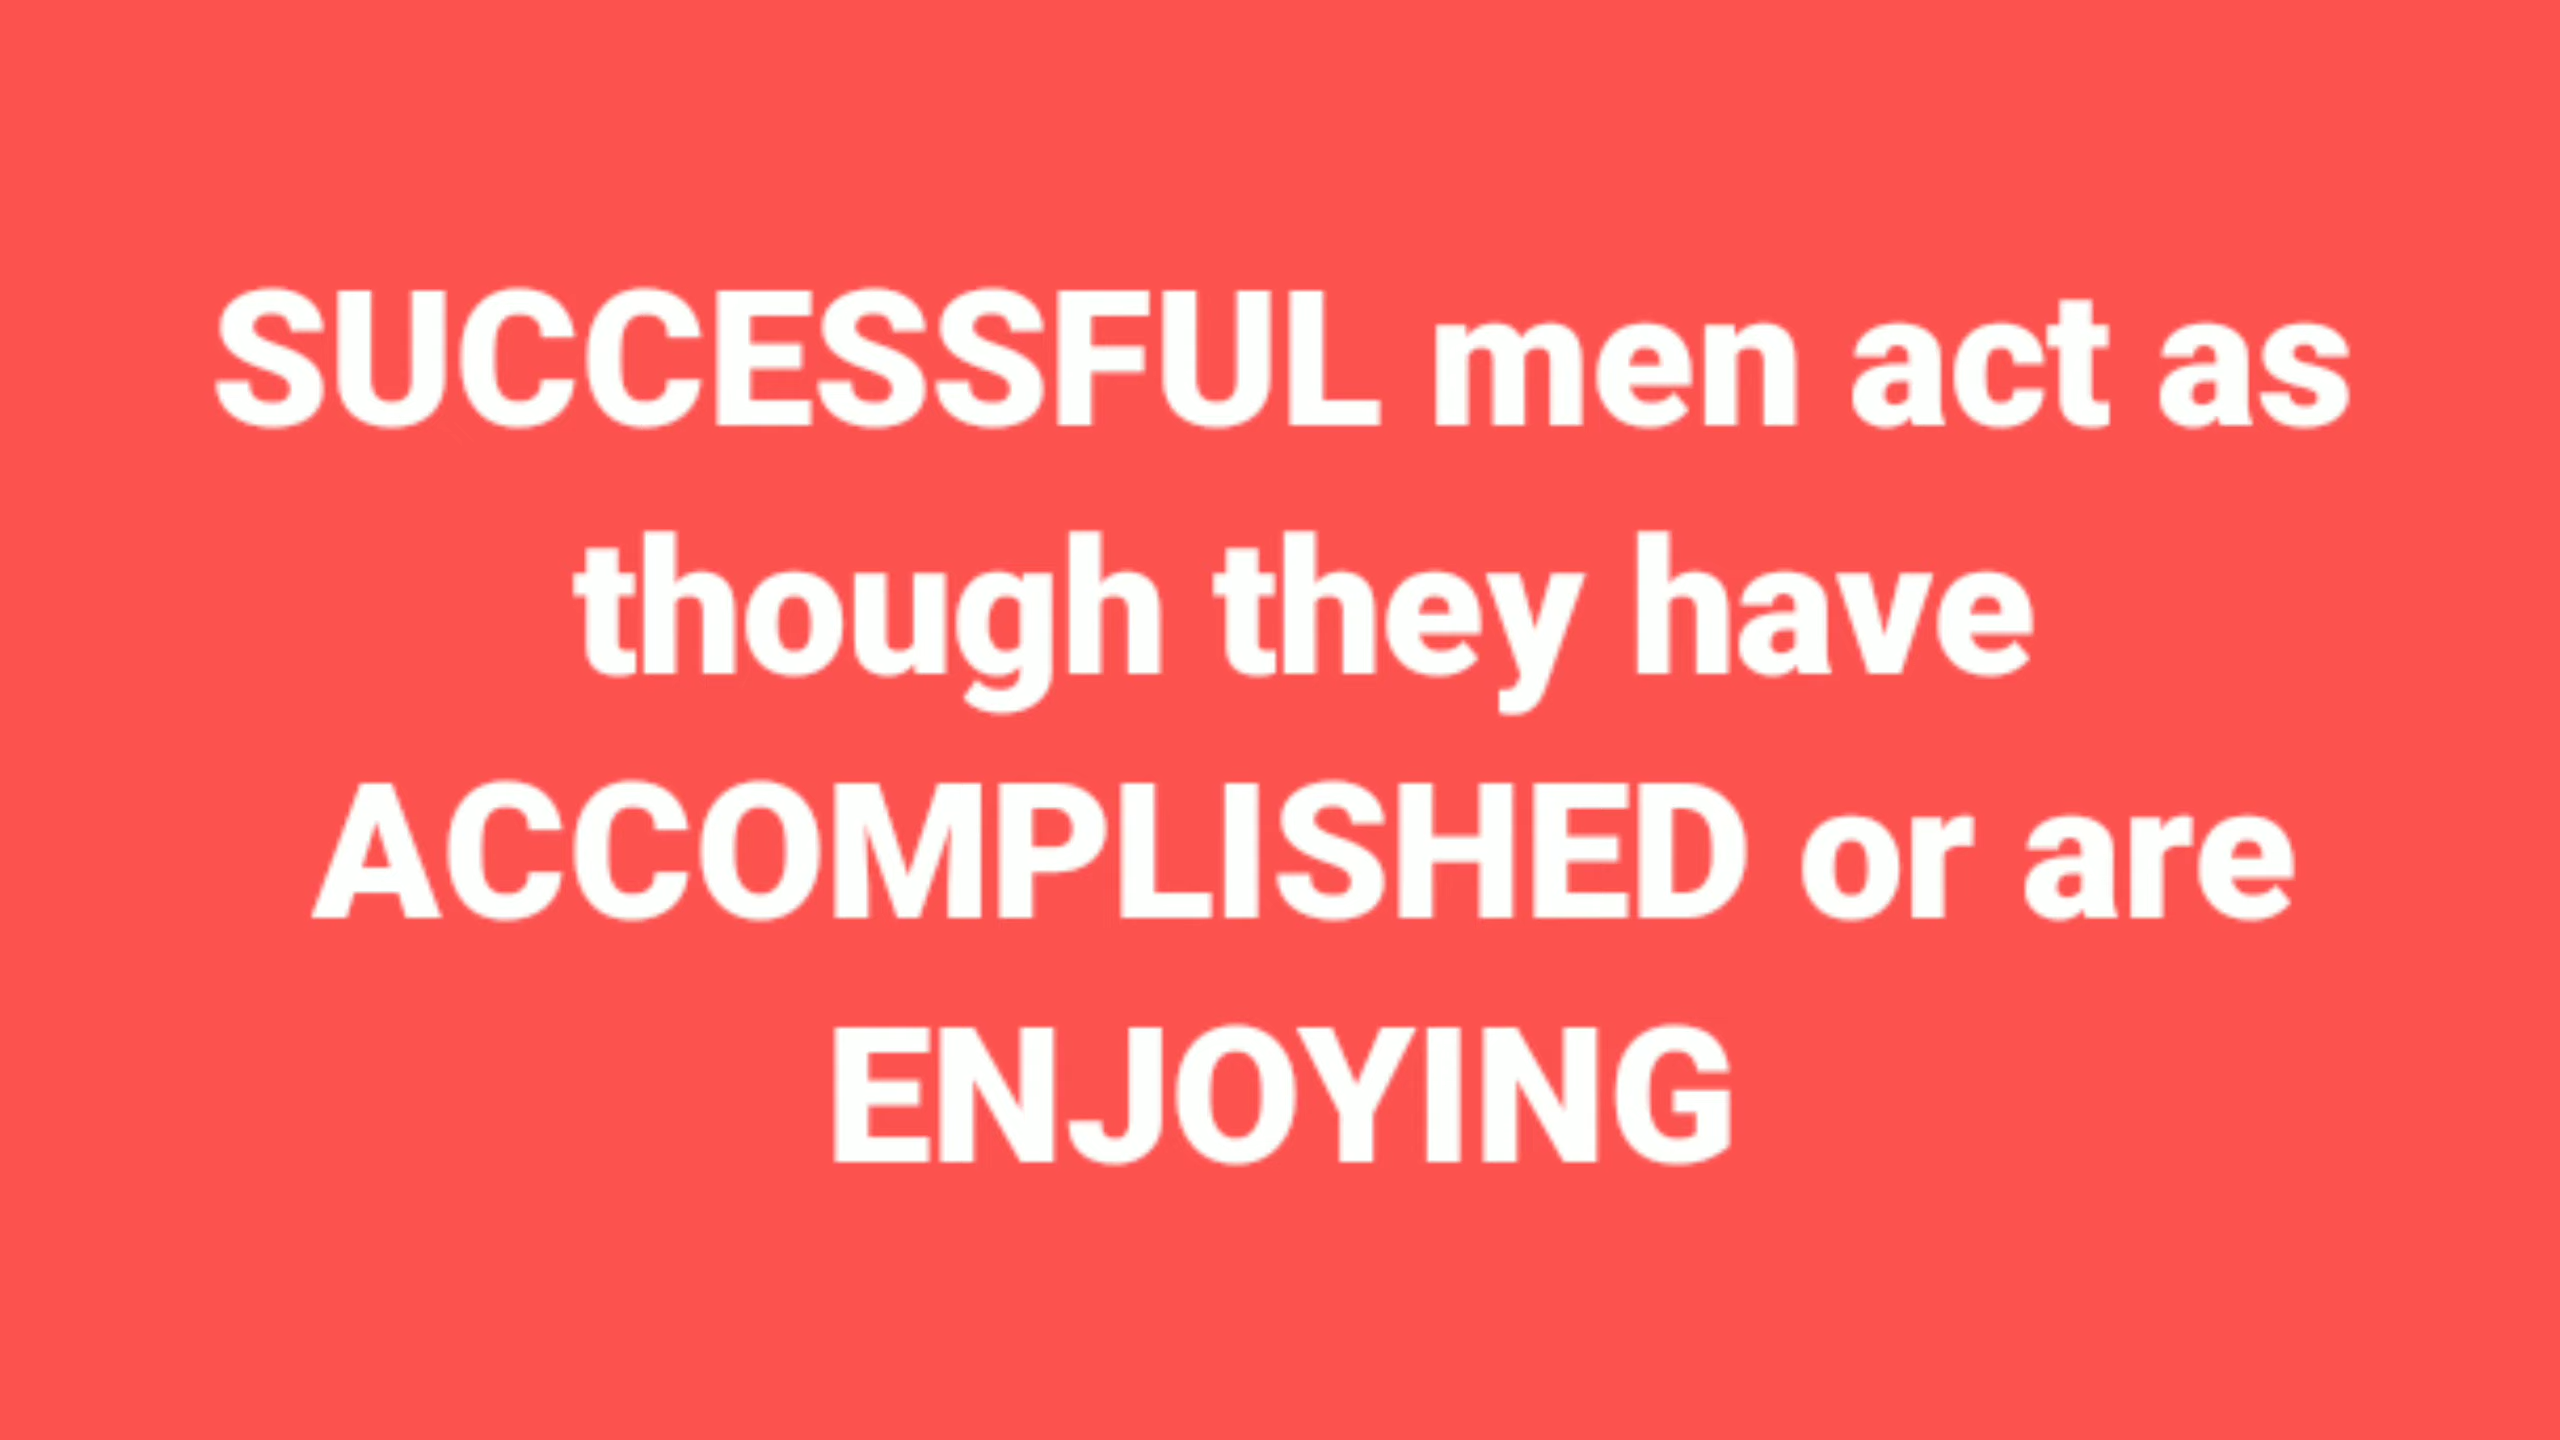 SUCCESSFUL men act as
though they have
ACCOMPLISHED or are
ENJOYING